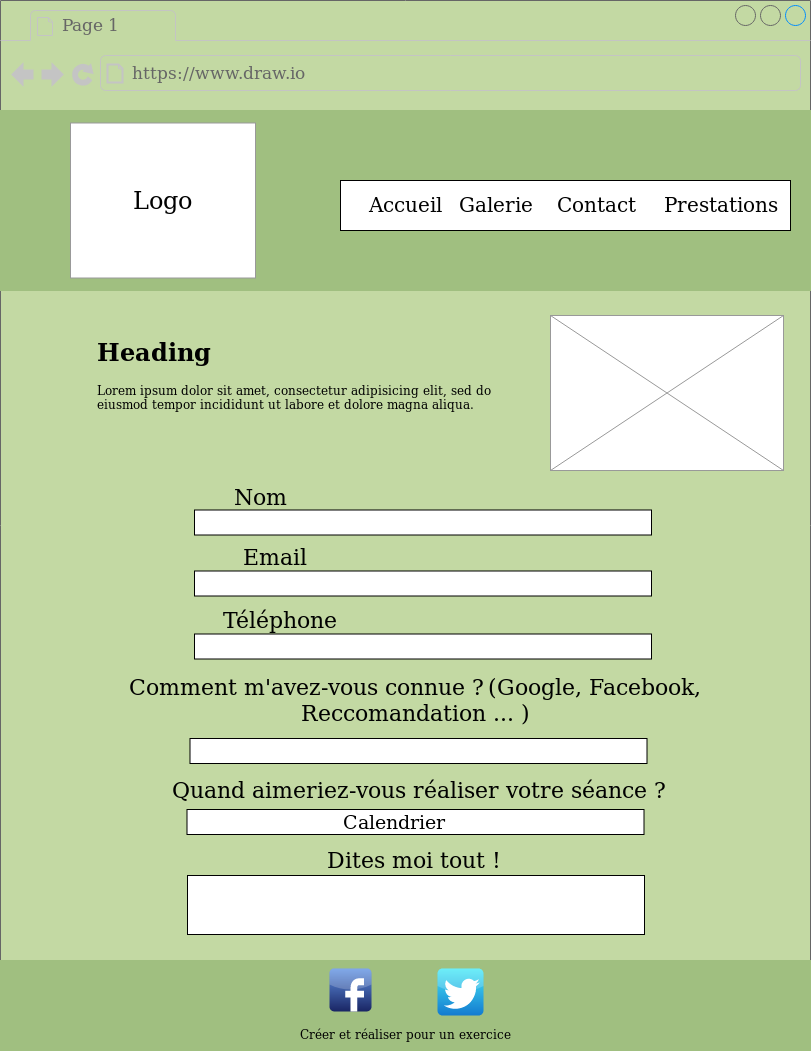 Page 1
https://www.draw.io
Logo
Accueil Galerie Contact Prestations
Heading
Lorem ipsum dolor sit amet, consectetur adipisicing elit, sed do
eiusmod tempor incididunt ut labore et dolore magna aliqua.
Nom
Email
Téléphone
Comment m'avez-vous connue ? (Google, Facebook,
Reccomandation ... )
Quand aimeriez-vous réaliser votre séance ?
Calendrier
Dites moi tout !
Créer et réaliser pour un exercice